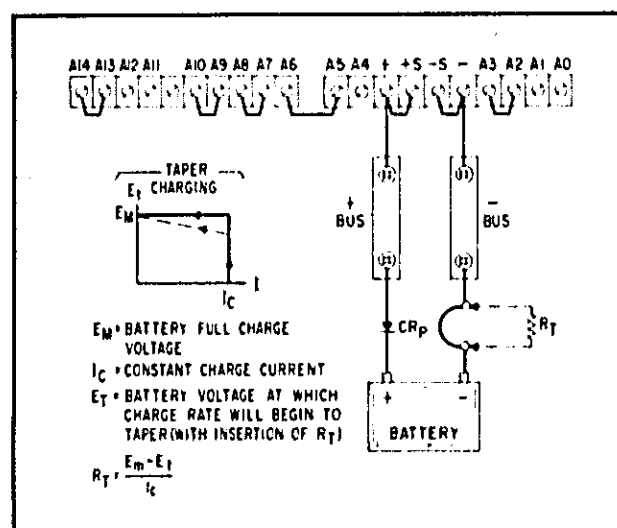 A14 A13 A12 A11 A10 A9 A8 A7 A6 A5 A4 + +S -S - A3 A2 A1 A0
TAPER
CHARGING
Et
EM
IC
I
+
BUS
-
BUS
CRP
RT
+ -
BATTERY
EM = BATTERY FULL CHARGE
VOLTAGE
IC = CONSTANT CHARGE CURRENT
ET = BATTERY VOLTAGE AT WHICH
CHARGE RATE WILL BEGIN TO
TAPER (WITH INSERTION OF RT)
RT = Em - Et
Ic